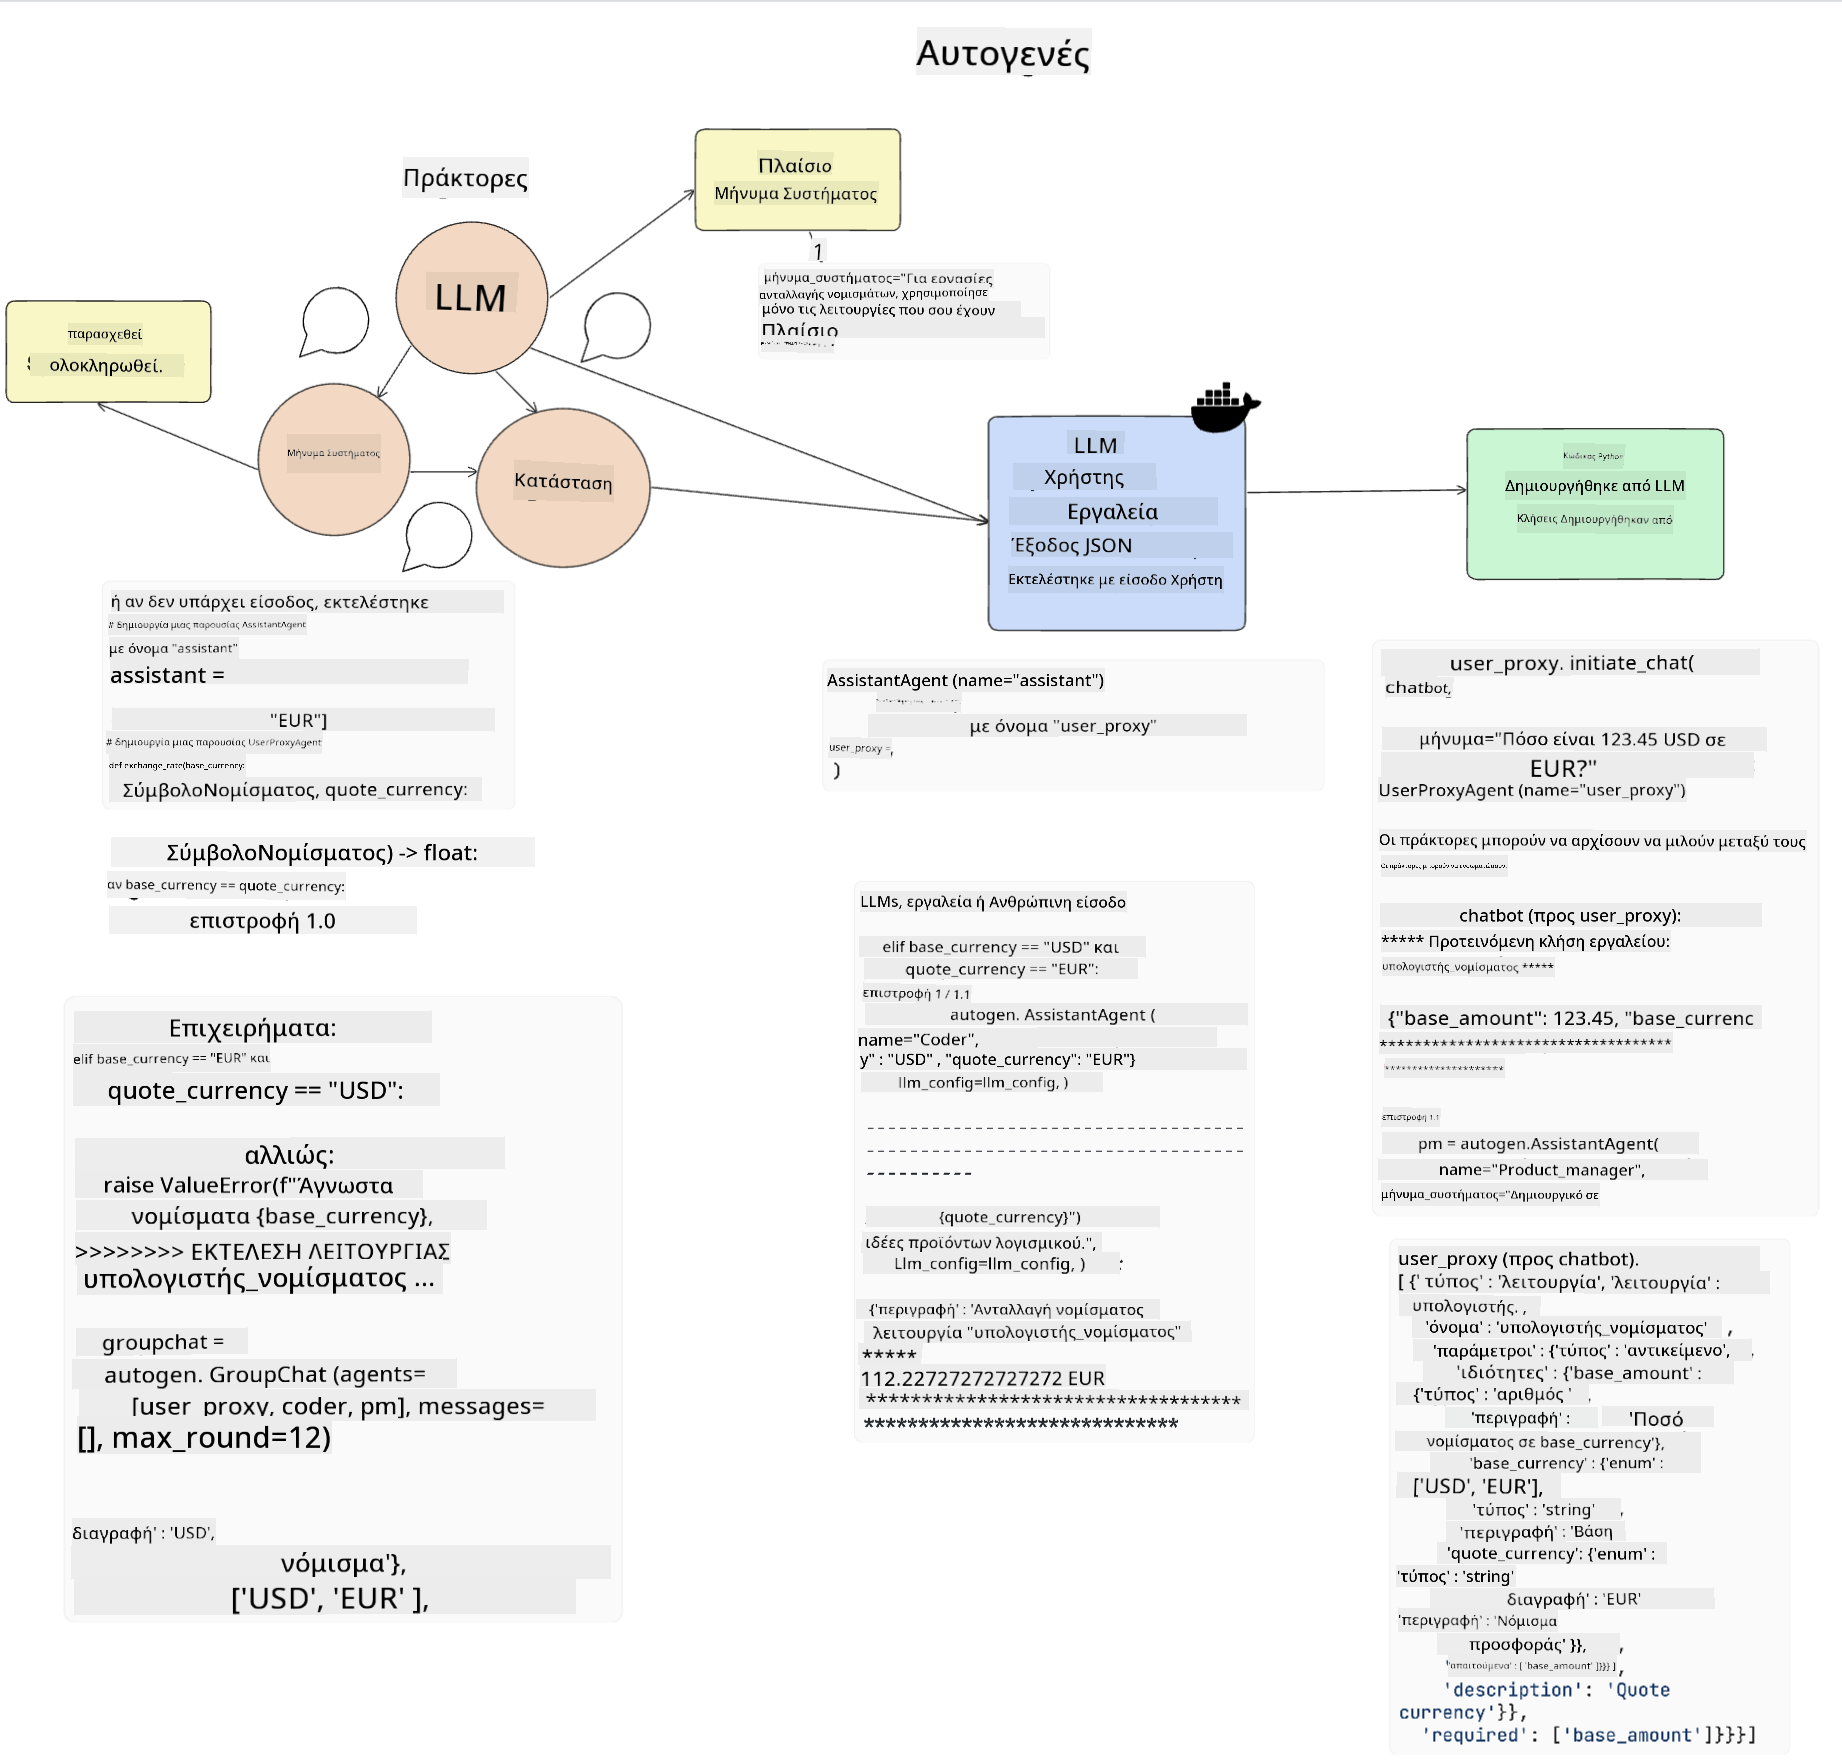 Αυτογενές
Πράκτορες
Πλαίσιο
Μήνυμα Συστήματος
1
μήνυμα_συστήματος="Για εργασίες
ανταλλαγής νομισμάτων, χρησιμοποίησε
μόνο τις λειτουργίες που σου έχουν
Πλαίσιο
LLM
παρασχεθεί
ολοκληρωθεί.
Μήνυμα Συστήματος
Κατάσταση
LLM
Χρήστης
Εργαλεία
Έξοδος JSON
Εκτελέστηκε με είσοδο Χρήστη
Κώδικας Python
Δημιουργήθηκε από LLM
Κλήσεις Δημιουργήθηκαν από
ή αν δεν υπάρχει είσοδος, εκτελέστηκε
# δημιουργία μιας παρουσίας AssistantAgent
με όνομα "assistant"
assistant =
"EUR"]
# δημιουργία μιας παρουσίας UserProxyAgent
def exchange_rate(base_currency:
ΣύμβολοΝομίσματος, quote_currency:
ΣύμβολοΝομίσματος) -> float:
αν base_currency == quote_currency:
επιστροφή 1.0
AssistantAgent (name="assistant")
με όνομα "user_proxy"
user_proxy =,
)
user_proxy. initiate_chat(
chatbot,
μήνυμα="Πόσο είναι 123.45 USD σε
EUR?"
UserProxyAgent (name="user_proxy")
Οι πράκτορες μπορούν να αρχίσουν να μιλούν μεταξύ τους
chatbot (προς user_proxy):
***** Προτεινόμενη κλήση εργαλείου:
υπολογιστής_νομίσματος *****
{"base_amount": 123.45, "base_currenc
**********************************
*********************
επιστροφή 1.1
pm = autogen.AssistantAgent(
name="Product_manager",
μήνυμα_συστήματος="Δημιουργικό σε
LLMs, εργαλεία ή Ανθρώπινη είσοδο
elif base_currency == "USD" και
quote_currency == "EUR":
επιστροφή 1 / 1.1
autogen. AssistantAgent (
name="Coder",
y" : "USD" , "quote_currency": "EUR"}
llm_config=llm_config, )
-----------------------------------
-----------------------------------
----------
{quote_currency}")
ιδέες προϊόντων λογισμικού.",
Llm_config=llm_config, )
{'περιγραφή' : 'Ανταλλαγή νομίσματος
λειτουργία "υπολογιστής_νομίσματος"
*****
112.22727272727272 EUR
**********************************
*****************************
Επιχειρήματα:
elif base_currency == "EUR" και
quote_currency == "USD":
αλλιώς:
raise ValueError(f"Άγνωστα
νομίσματα {base_currency},
>>>>>>>> ΕΚΤΕΛΕΣΗ ΛΕΙΤΟΥΡΓΙΑΣ
υπολογιστής_νομίσματος ...
groupchat =
autogen. GroupChat (agents=
[user_proxy, coder, pm], messages=
[], max_round=12)
διαγραφή' : 'USD',
νόμισμα'},
['USD', 'EUR' ],
user_proxy (προς chatbot).
[ {' τύπος' : 'λειτουργία', 'λειτουργία' :
υπολογιστής. ,
'όνομα' : 'υπολογιστής_νομίσματος' ,
'παράμετροι' : {'τύπος' : 'αντικείμενο', ,
'ιδιότητες' : {'base_amount' :
{'τύπος' : 'αριθμός '
'περιγραφή' : 'Ποσό
νομίσματος σε base_currency'},
'base_currency' : {'enum' :
['USD', 'EUR'],
'τύπος' : 'string' ,
'περιγραφή' : 'Βάση
'quote_currency': {'enum' :
'τύπος' : 'string'
διαγραφή' : 'EUR'
'περιγραφή' : 'Νόμισμα
προσφοράς' }}, ,
'απαιτούμενα' : [ 'base_amount' ]}}} ] ,
'description': 'Quote
currency'}},
'required': ['base_amount']}}}]